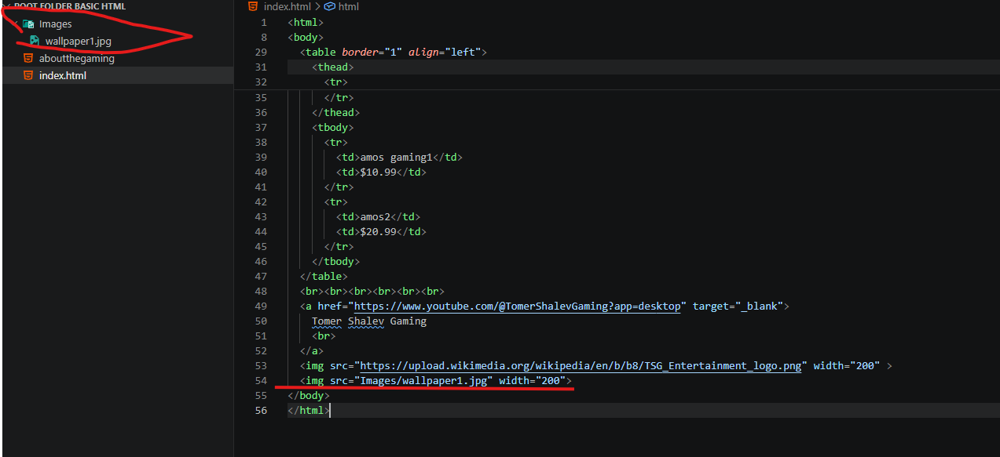 ROOT FOLDER BASIC HTML
Images
wallpaper1.jpg
aboutthegaming
index.html
index.html > html
1 <html>
8 <body>
29 <table border="1" align="left">
31 <thead>
32 <tr>
35 </tr>
36 </thead>
37 <tbody>
38 <tr>
39 <td>amos gaming1</td>
40 <td>$10.99</td>
41 </tr>
42 <tr>
43 <td>amos2</td>
44 <td>$20.99</td>
45 </tr>
46 </tbody>
47 </table>
48 <br><br><br><br><br><br>
49 <a href="https://www.youtube.com/@TomerShalevGaming?app=desktop" target="_blank">
50 Tomer Shalev Gaming
51 <br>
52 </a>
53 <img src="https://upload.wikimedia.org/wikipedia/en/b/b8/TSG_Entertainment_logo.png" width="200" >
54 <img src="Images/wallpaper1.jpg" width="200">
55 </body>
56 </html>